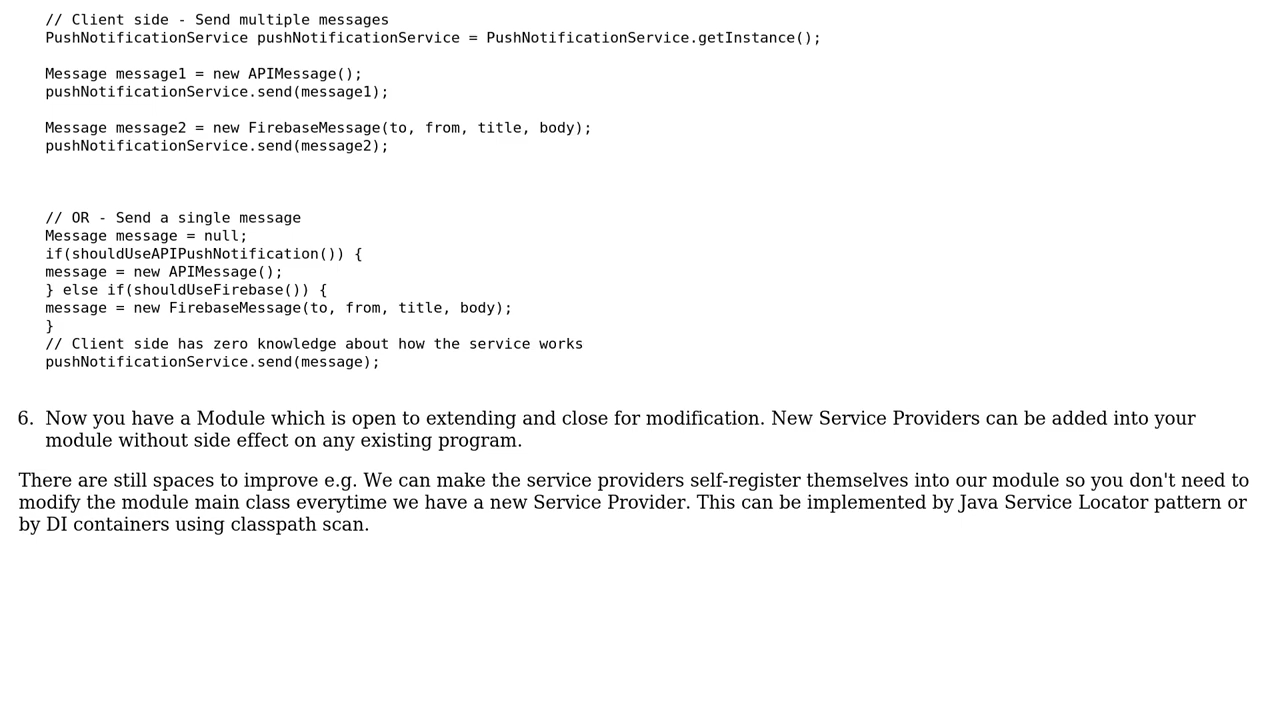 // Client side - Send multiple messages
PushNotificationService pushNotificationService = PushNotificationService.getInstance();
Message message1 = new APIMessage();
pushNotificationService.send(message1);
Message message2 = new FirebaseMessage(to, from, title, body);
pushNotificationService.send(message2);
// OR - Send a single message
Message message = null;
if(shouldUseAPIPushNotification()) {
message = new APIMessage();
} else if(shouldUseFirebase()) {
message = new FirebaseMessage(to, from, title, body);
}
// Client side has zero knowledge about how the service works
pushNotificationService.send(message);
6. Now you have a Module which is open to extending and close for modification. New Service Providers can be added into your
module without side effect on any existing program.
There are still spaces to improve e.g. We can make the service providers self-register themselves into our module so you don't need to
modify the module main class everytime we have a new Service Provider. This can be implemented by Java Service Locator pattern or
by DI containers using classpath scan.